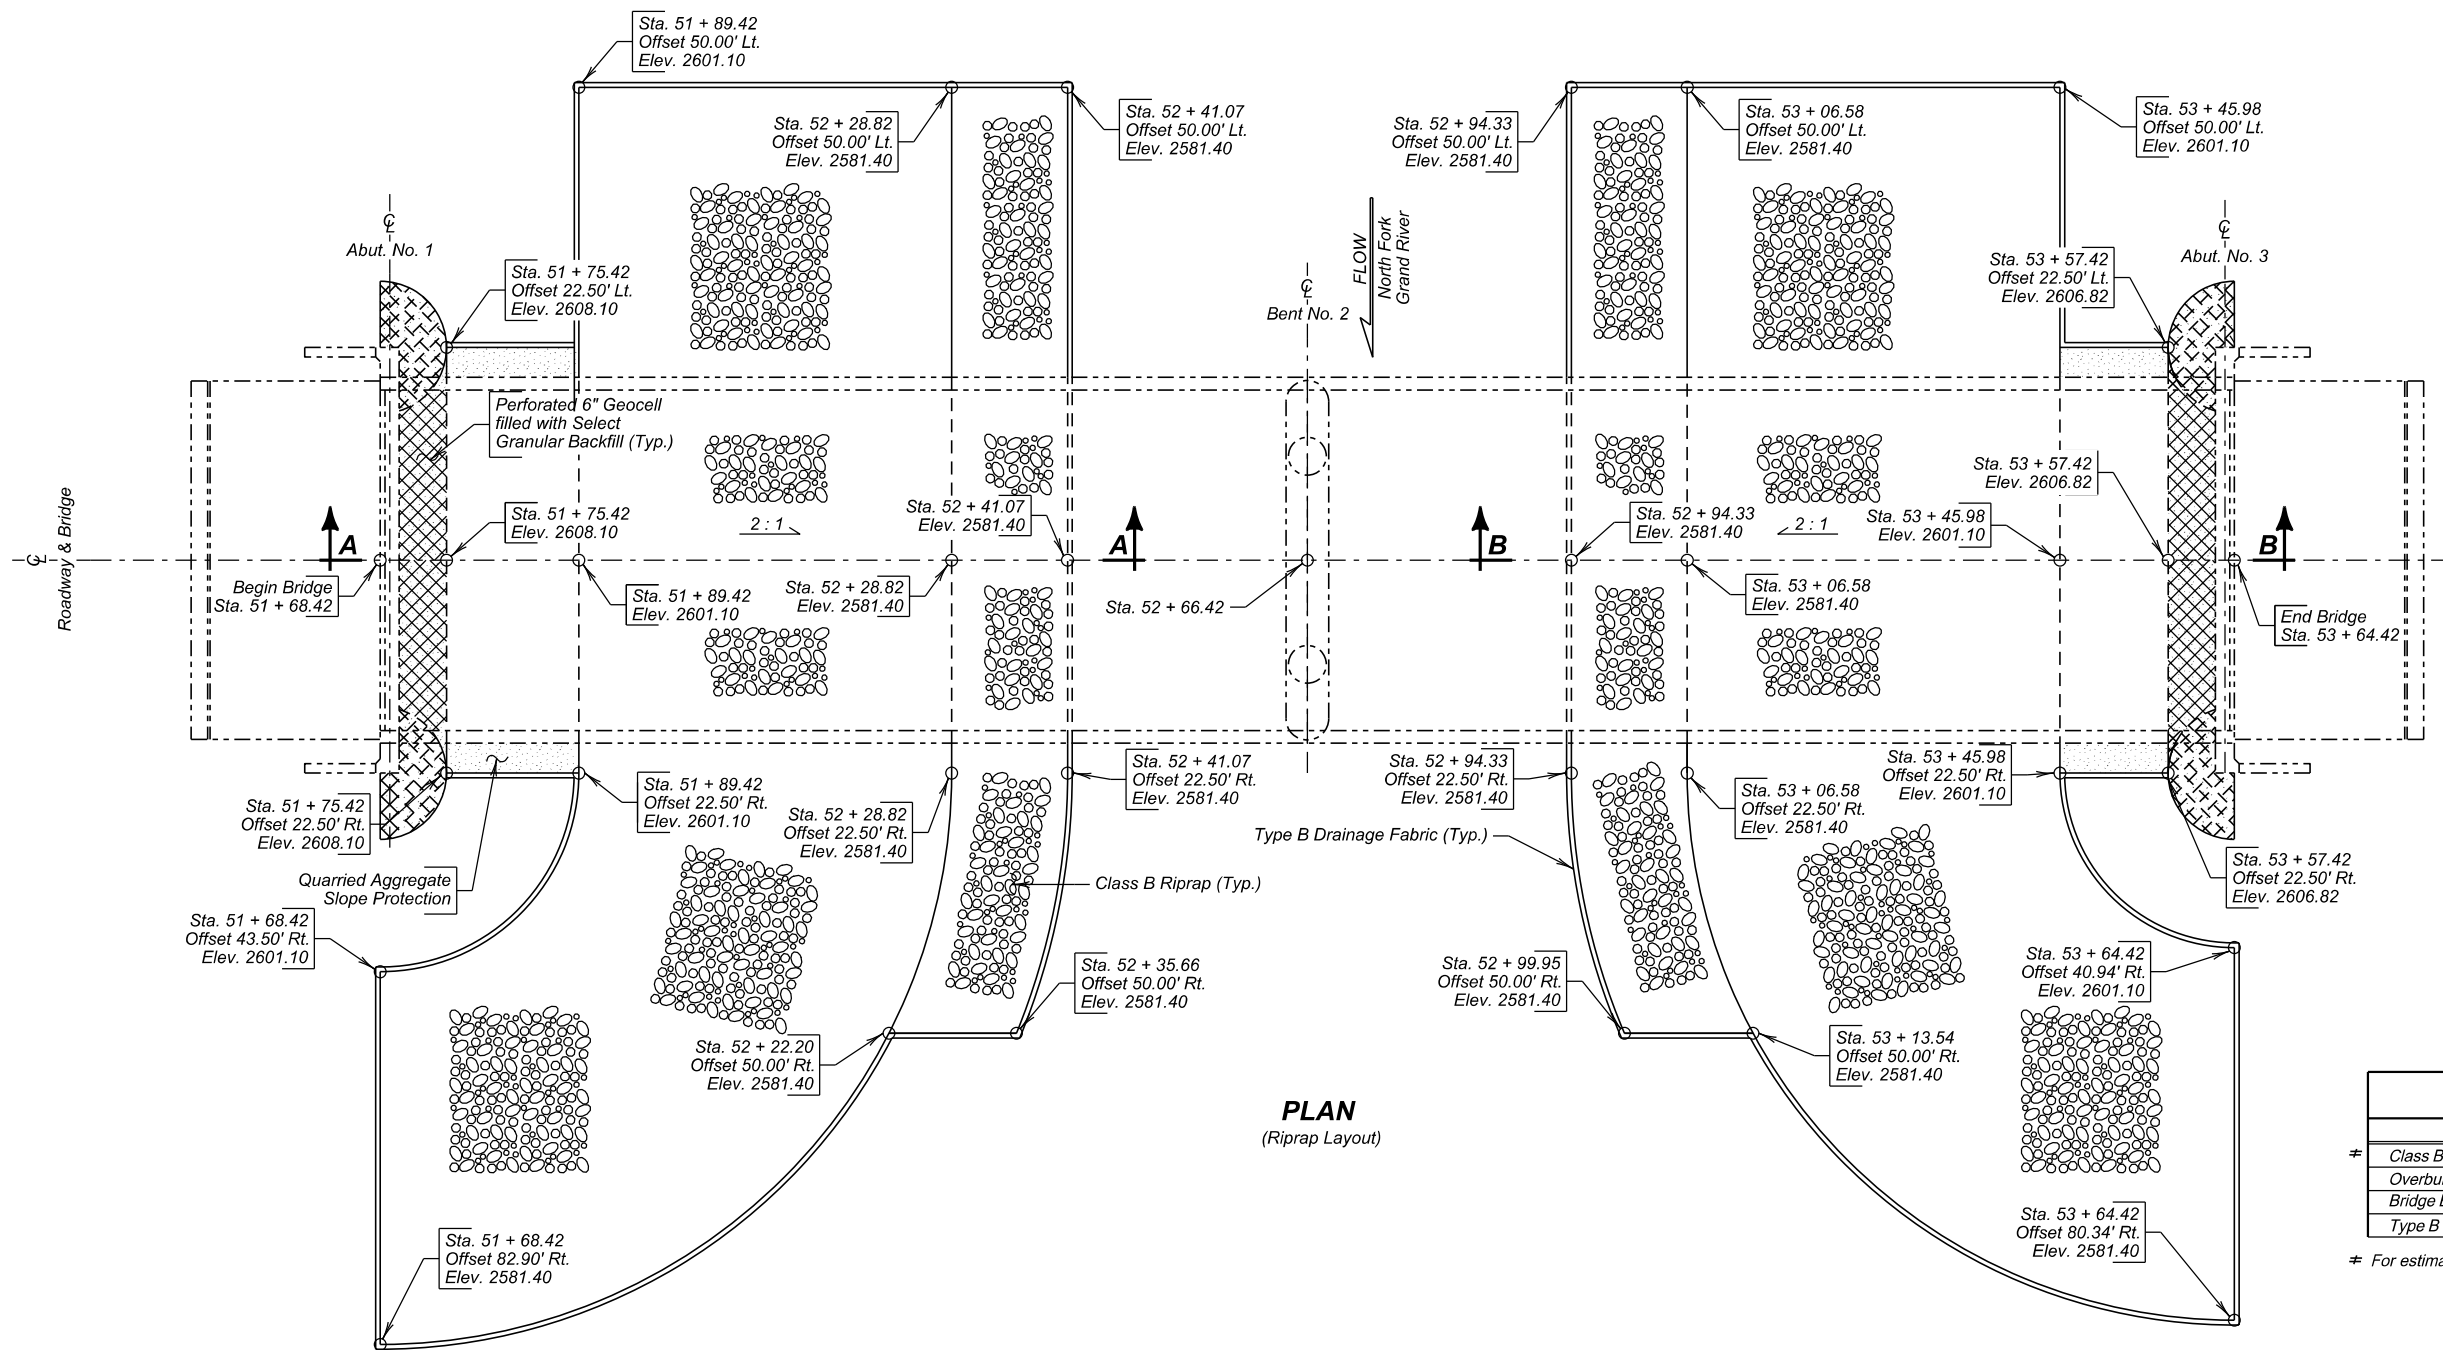 Sta. 51 + 89.42
Offset 50.00' Lt.
Elev. 2601.10
Sta. 52 + 28.82
Offset 50.00' Lt.
Elev. 2581.40
Sta. 52 + 41.07
Offset 50.00' Lt.
Elev. 2581.40
Sta. 52 + 94.33
Offset 50.00' Lt.
Elev. 2581.40
Sta. 53 + 06.58
Offset 50.00' Lt.
Elev. 2581.40
Sta. 53 + 45.98
Offset 50.00' Lt.
Elev. 2601.10
℄
Abut. No. 1
Sta. 51 + 75.42
Offset 22.50' Lt.
Elev. 2608.10
℄
Bent No. 2
FLOW
North Fork
Grand River
Sta. 53 + 57.42
Offset 22.50' Lt.
Elev. 2606.82
℄
Abut. No. 3
Perforated 6" Geocell
filled with Select
Granular Backfill (Typ.)
℄
Roadway & Bridge
A
Sta. 51 + 75.42
Elev. 2608.10
2 : 1
Sta. 52 + 41.07
Elev. 2581.40
A
B
Sta. 52 + 94.33
Elev. 2581.40
2 : 1
Sta. 53 + 45.98
Elev. 2601.10
Sta. 53 + 57.42
Elev. 2606.82
B
Begin Bridge
Sta. 51 + 68.42
Sta. 51 + 89.42
Elev. 2601.10
Sta. 52 + 28.82
Elev. 2581.40
Sta. 52 + 66.42
Sta. 53 + 06.58
Elev. 2581.40
End Bridge
Sta. 53 + 64.42
Sta. 51 + 75.42
Offset 22.50' Rt.
Elev. 2608.10
Sta. 51 + 89.42
Offset 22.50' Rt.
Elev. 2601.10
Sta. 52 + 28.82
Offset 22.50' Rt.
Elev. 2581.40
Sta. 52 + 41.07
Offset 22.50' Rt.
Elev. 2581.40
Sta. 52 + 94.33
Offset 22.50' Rt.
Elev. 2581.40
Sta. 53 + 06.58
Offset 22.50' Rt.
Elev. 2581.40
Sta. 53 + 45.98
Offset 22.50' Rt.
Elev. 2601.10
Type B Drainage Fabric (Typ.)
Class B Riprap (Typ.)
Quarried Aggregate
Slope Protection
Sta. 53 + 57.42
Offset 22.50' Rt.
Elev. 2606.82
Sta. 51 + 68.42
Offset 43.50' Rt.
Elev. 2601.10
Sta. 52 + 35.66
Offset 50.00' Rt.
Elev. 2581.40
Sta. 52 + 99.95
Offset 50.00' Rt.
Elev. 2581.40
Sta. 53 + 64.42
Offset 40.94' Rt.
Elev. 2601.10
Sta. 52 + 22.20
Offset 50.00' Rt.
Elev. 2581.40
Sta. 53 + 13.54
Offset 50.00' Rt.
Elev. 2581.40
PLAN
(Riprap Layout)
Sta. 51 + 68.42
Offset 82.90' Rt.
Elev. 2581.40
Sta. 53 + 64.42
Offset 80.34' Rt.
Elev. 2581.40
≠ Class B
Bridge
Type B
≠ For